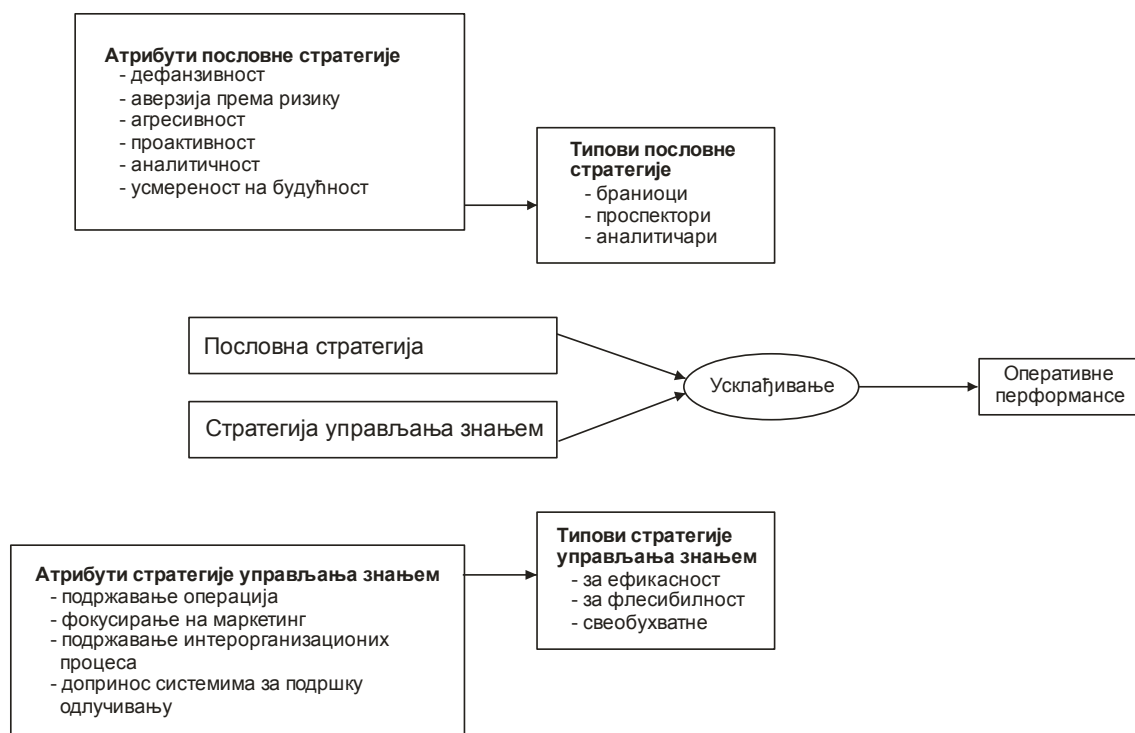 Атрибути пословне стратегије
- дефанзивност
- аверзија према ризику
- агресивност
- проактивност
- аналитичност
- усмереност на будућност
Типови пословне
стратегије
- браниоци
- проспектори
- аналитичари
Пословна стратегија
Стратегија управљања знањем
Усклађивање
Оперативне
перформансе
Типови стратегије
управљања знањем
- за ефикасност
- за флесибилност
- свеобухватне
Атрибути стратегије управљања знањем
- подржавање операција
- фокусирање на маркетинг
- подржавање интерорганизационих
процеса
- допринос системима за подршку
одлучивању